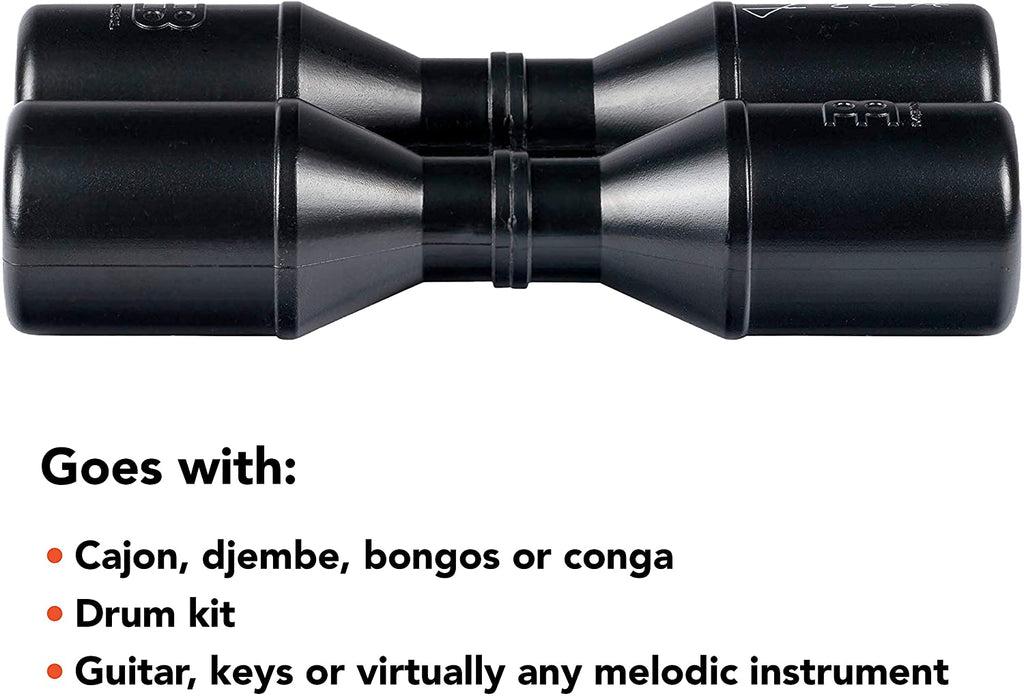 Goes with:
Cajon, djembe, bongos or conga
Drum kit
Guitar, keys or virtually any melodic instrument